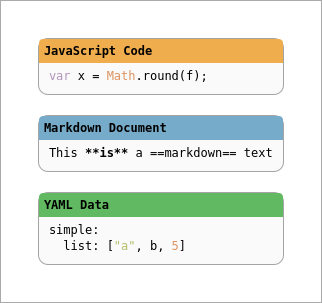 JavaScript Code
var x = Math.round(f);
Markdown Document
This **is** a ==markdown== text
YAML Data
simple:
  list: ["a", b, 5]